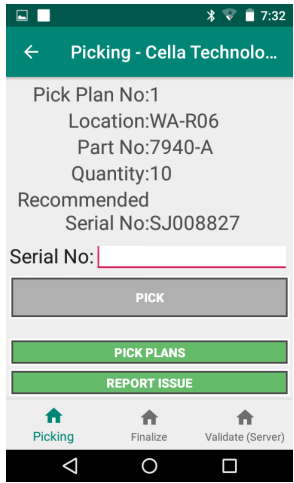 7:32
Picking - Cella Technolo...
Pick Plan No:1
Location:WA-R06
Part No:7940-A
Quantity:10
Recommended
Serial No:SJ008827
Serial No:
PICK
PICK PLANS
REPORT ISSUE
Picking Finalize Validate (Server)